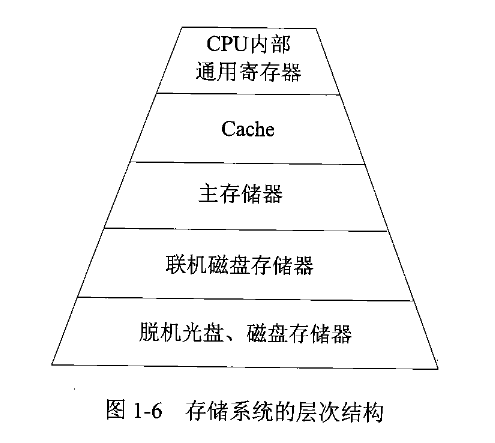 CPU内部
通用寄存器
Cache
主存储器
联机磁盘存储器
脱机光盘、磁盘存储器
图 1-6 存储系统的层次结构